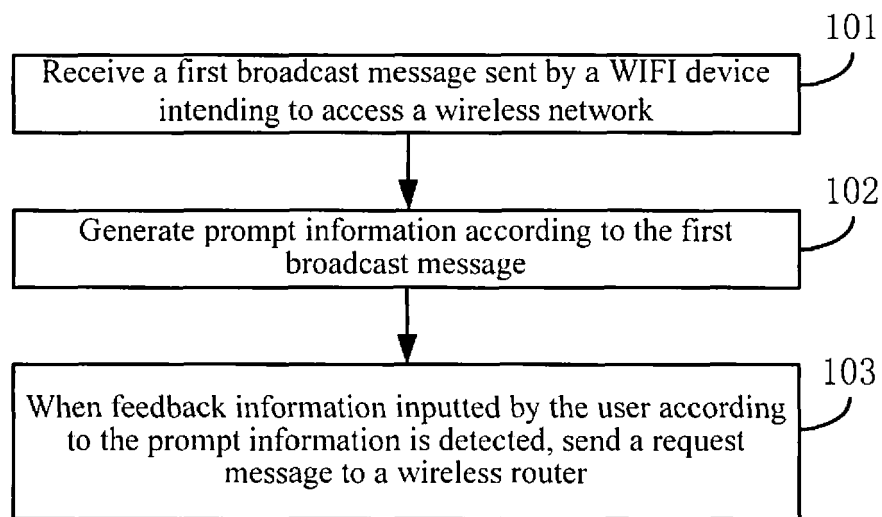 101
Receive a first broadcast message sent by a WIFI device
intending to access a wireless network
102
Generate prompt information according to the first
broadcast message
103
When feedback information inputted by the user according
to the prompt information is detected, send a request
message to a wireless router